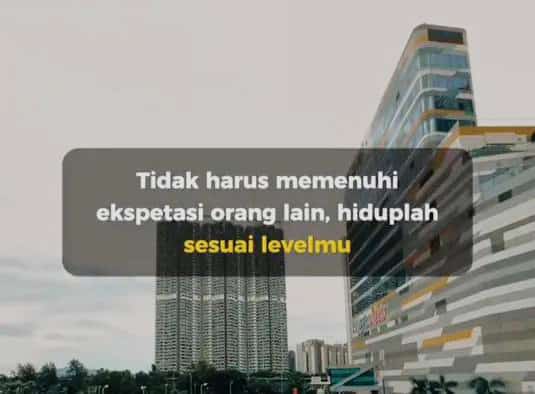 Tidak harus memenuhi
ekspetasi orang lain, hiduplah
sesuai levelmu